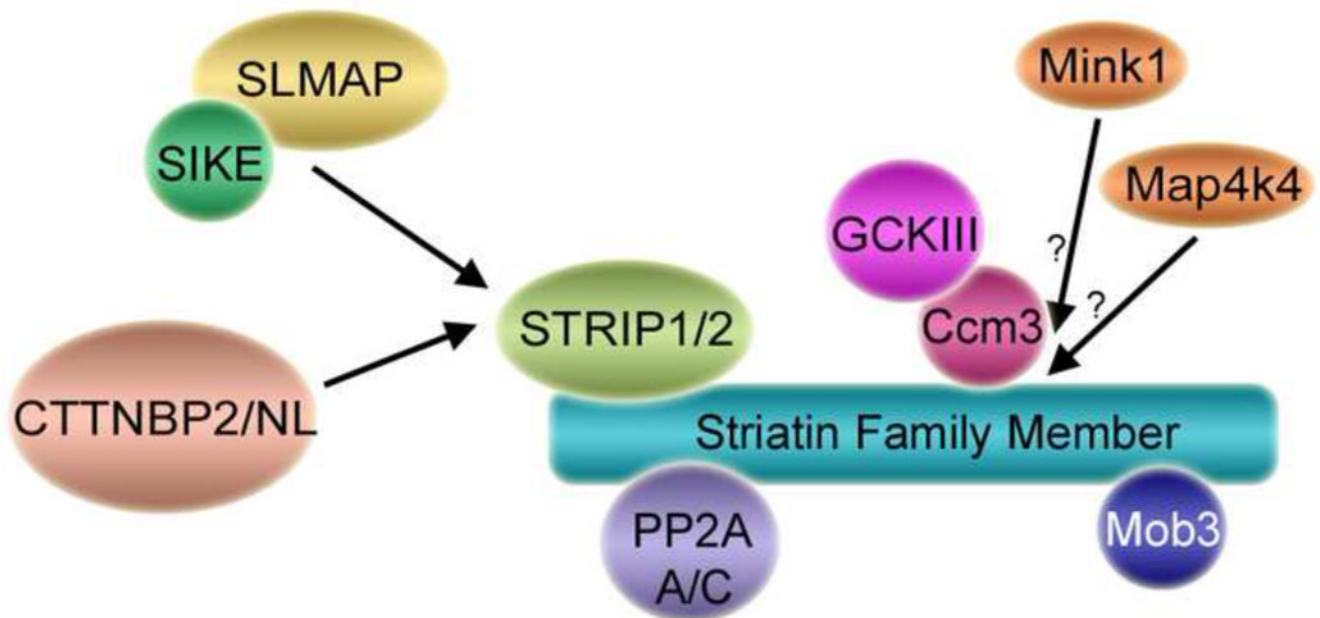 SLMAP
SIKE
Mink1
Map4k4
GCKIII
?
?
Ccm3
STRIP1/2
CTTNBP2/NL
Striatin Family Member
PP2A
A/C
Mob3